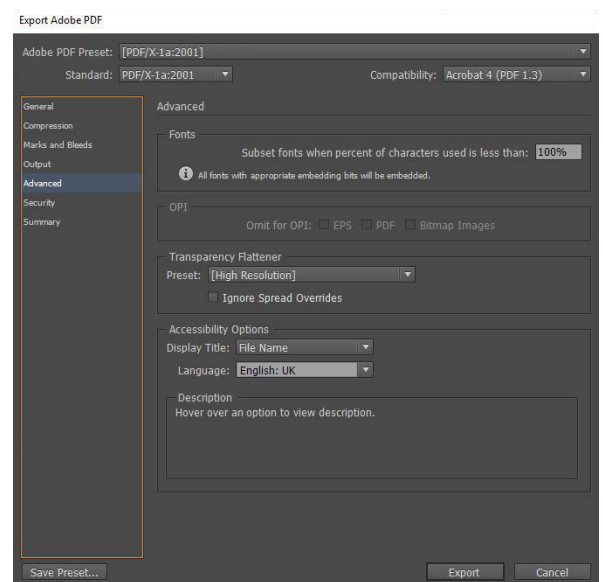 Export Adobe PDF
Adobe PDF Preset: [PDF/X-1a:2001]
Standard: PDF/X-1a:2001 Compatibility: Acrobat 4 (PDF 1.3)
General
Compression
Marks and Bleeds
Output
Advanced
Security
Summary
Advanced
Fonts
Subset fonts when percent of characters used is less than: 100%
All fonts with appropriate embedding bits will be embedded.
OPI
Omit for OPI: EPS PDF Bitmap Images
Transparency Flattener
Preset: [High Resolution]
Ignore Spread Overrides
Accessibility Options
Display Title: File Name
Language: English: UK
Description
Hover over an option to view description.
Save Preset... Export Cancel